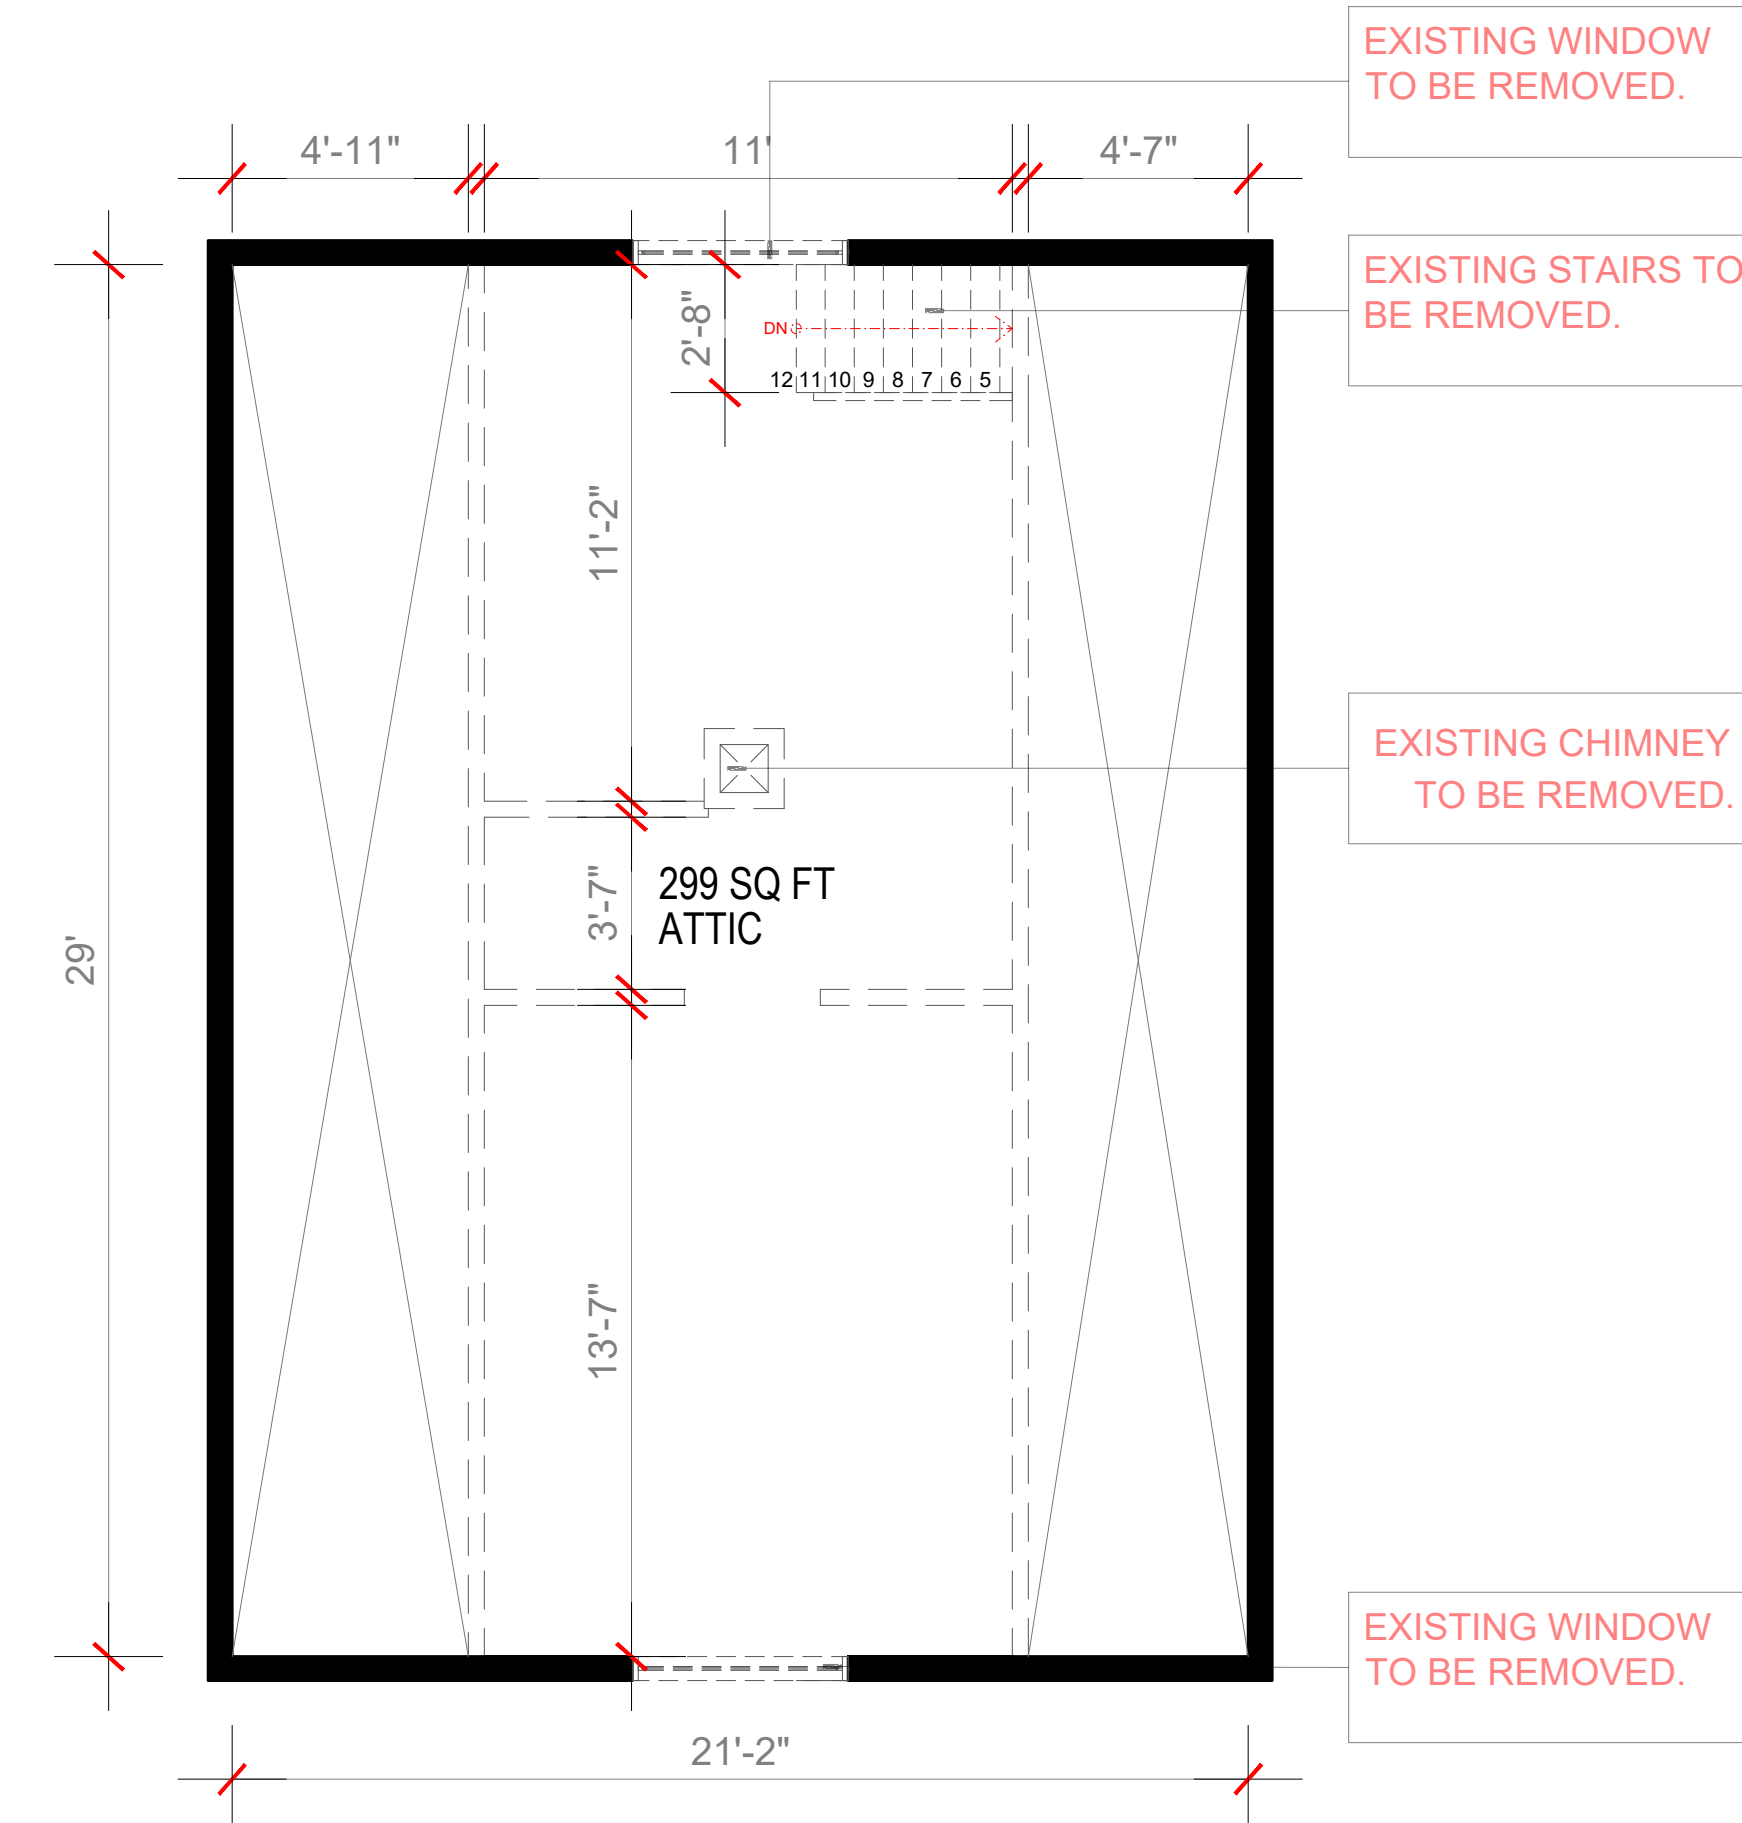 EXISTING WINDOW
TO BE REMOVED.
4'-11"
11'
4'-7"
EXISTING STAIRS TO
BE REMOVED.
2'-8"
DN
12 11 10 9 8 7 6 5
11'-2"
EXISTING CHIMNEY
TO BE REMOVED.
299 SQ FT
ATTIC
3'-7"
29'
13'-7"
EXISTING WINDOW
TO BE REMOVED.
21'-2"